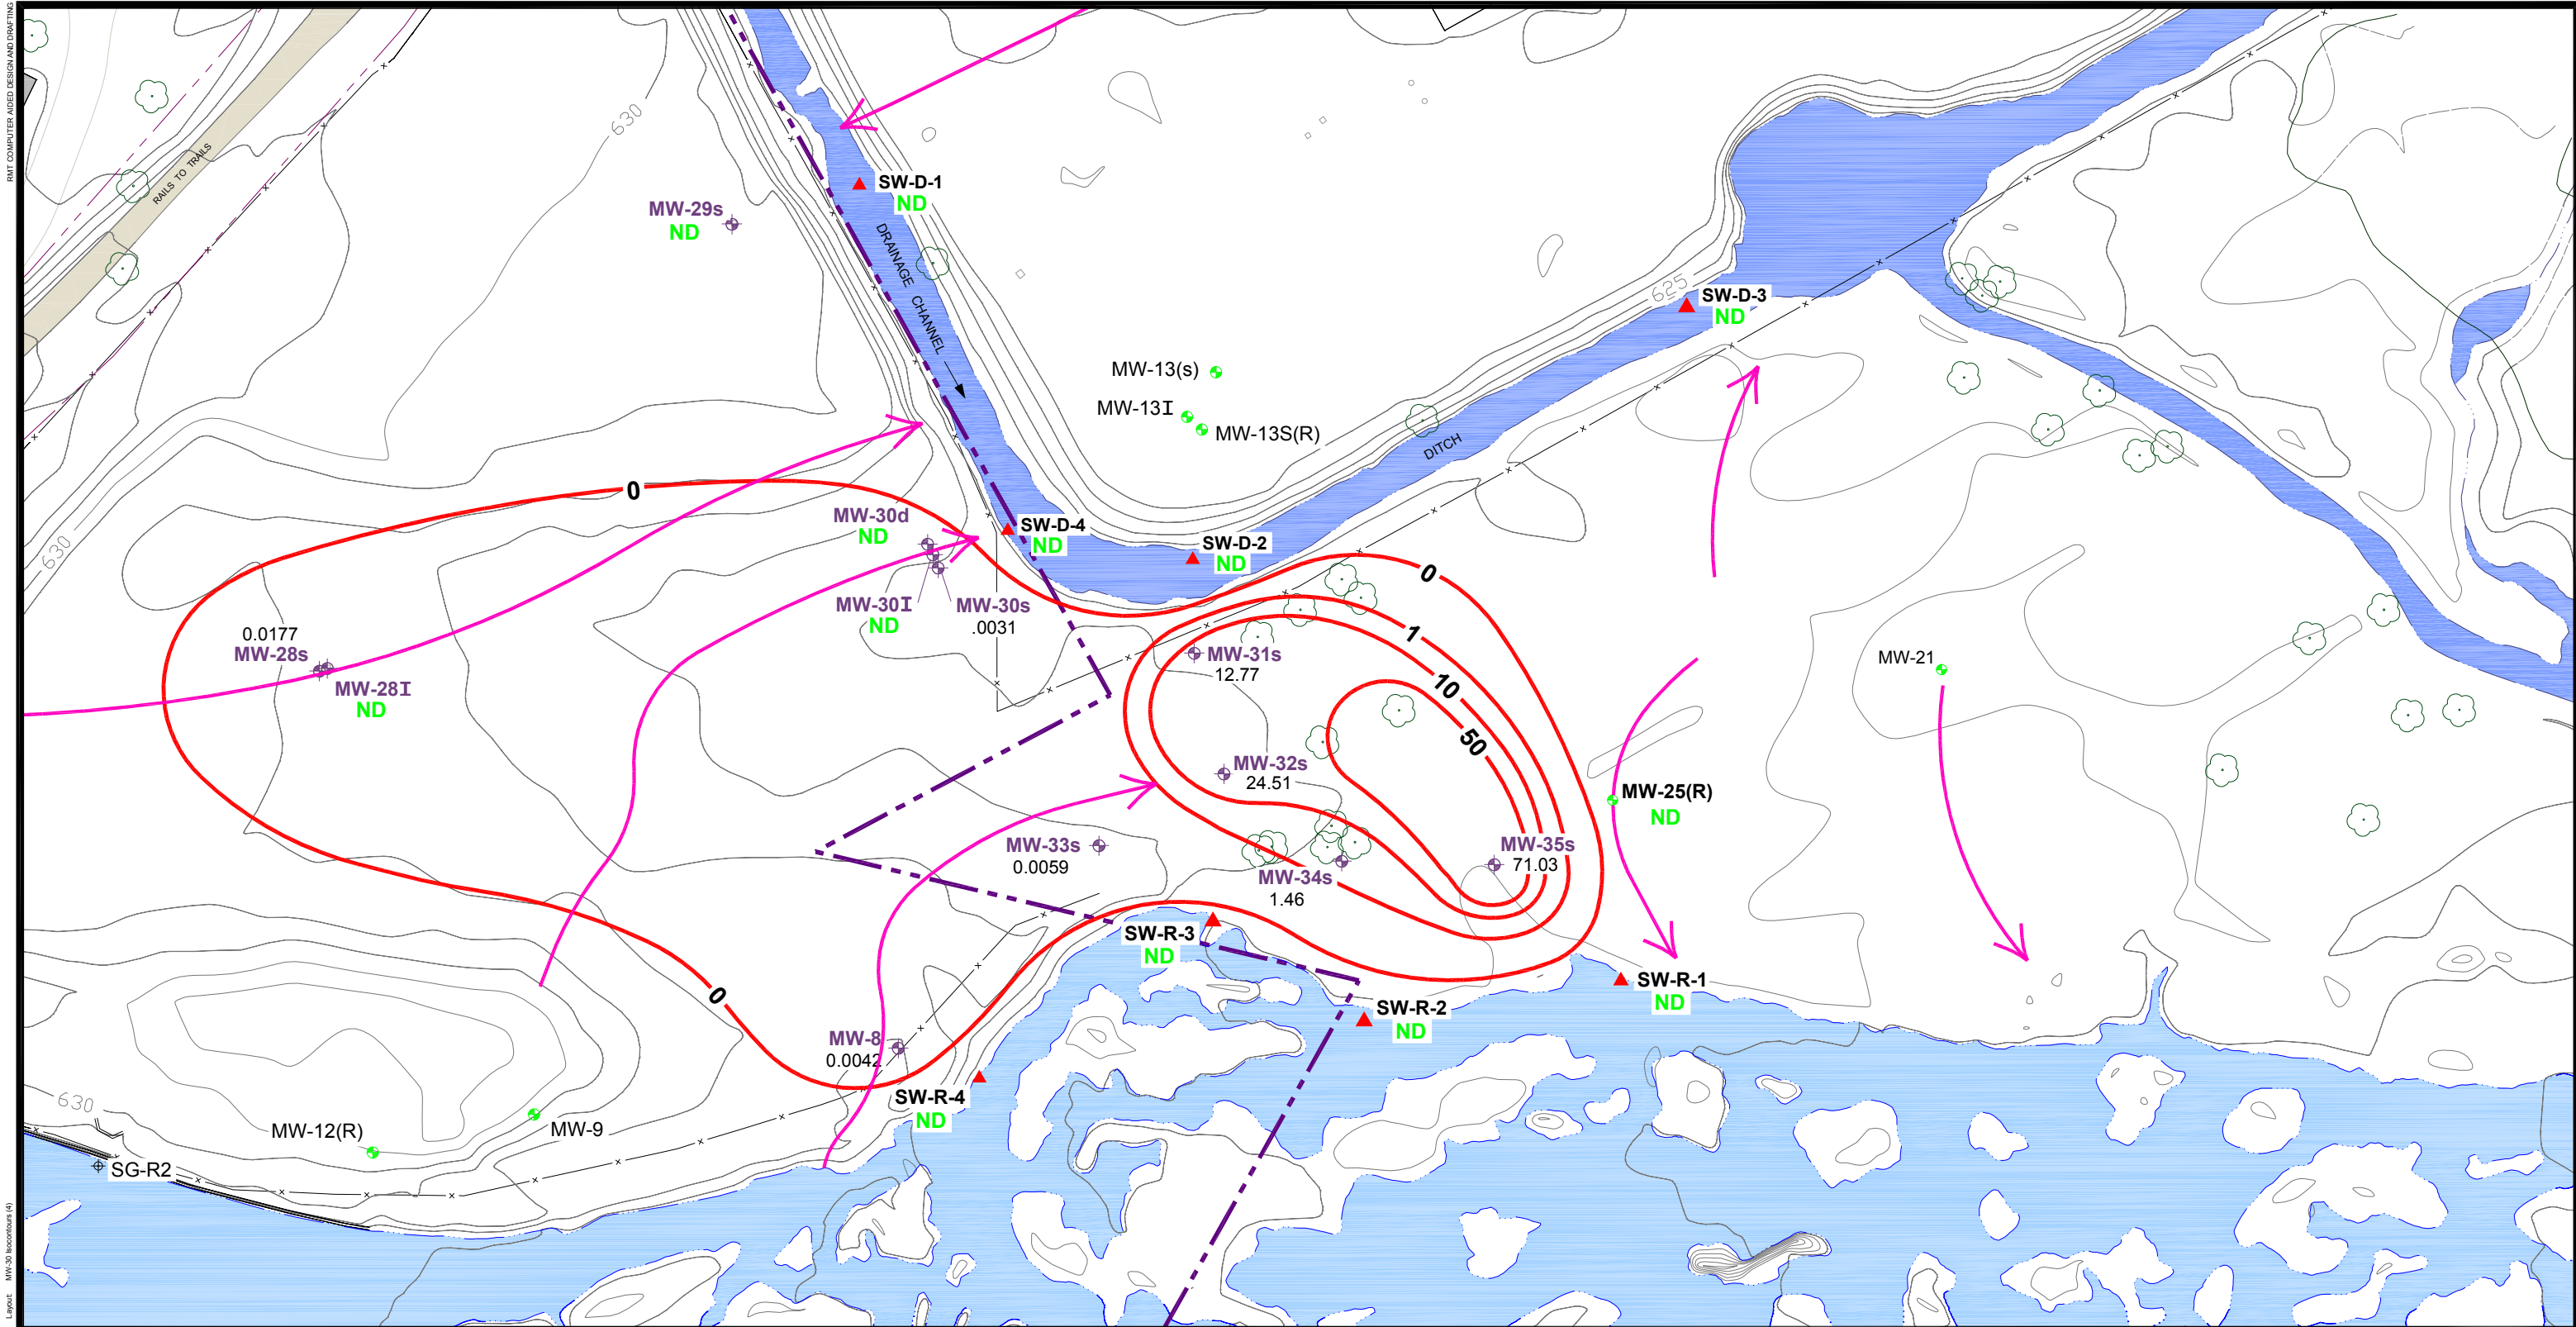 RMT COMPUTER AIDED DESIGN AND DRAFTING
RAILS TO TRAILS
630
SW-D-1
ND
MW-29s
ND
DRAINAGE CHANNEL
625
SW-D-3
ND
MW-13(s)
MW-13I
MW-13S(R)
DITCH
0
MW-30d
ND
SW-D-4
ND
SW-D-2
ND
630
0
MW-30I
ND
MW-30s
.0031
0.0177
MW-28s
MW-28I
ND
1
MW-31s
12.77
10
50
MW-21
MW-32s
24.51
MW-25(R)
ND
MW-33s
0.0059
MW-35s
71.03
MW-34s
1.46
SW-R-3
ND
0
SW-R-1
ND
SW-R-2
ND
MW-8
0.0042
SW-R-4
ND
630
MW-12(R)
MW-9
SG-R2
Layout: MW-30 Isocontours (4)